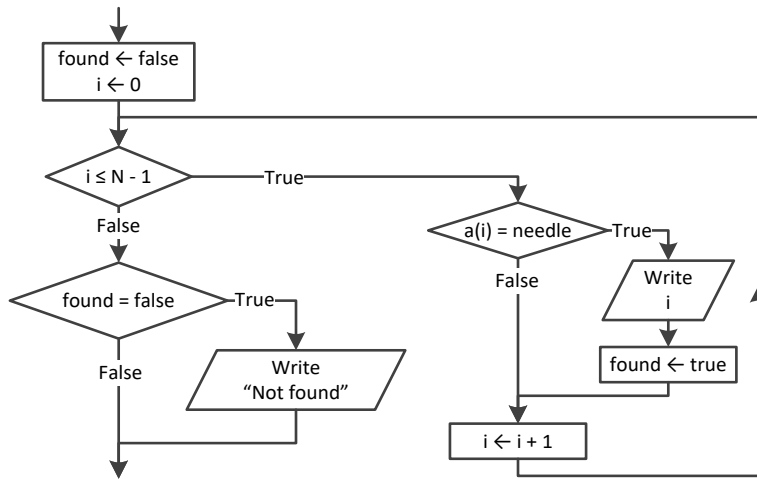 found ← false
i ← 0
i ≤ N - 1
True
False
a(i) = needle
True
False
Write
i
found ← true
i ← i + 1
found = false
True
False
Write
“Not found”